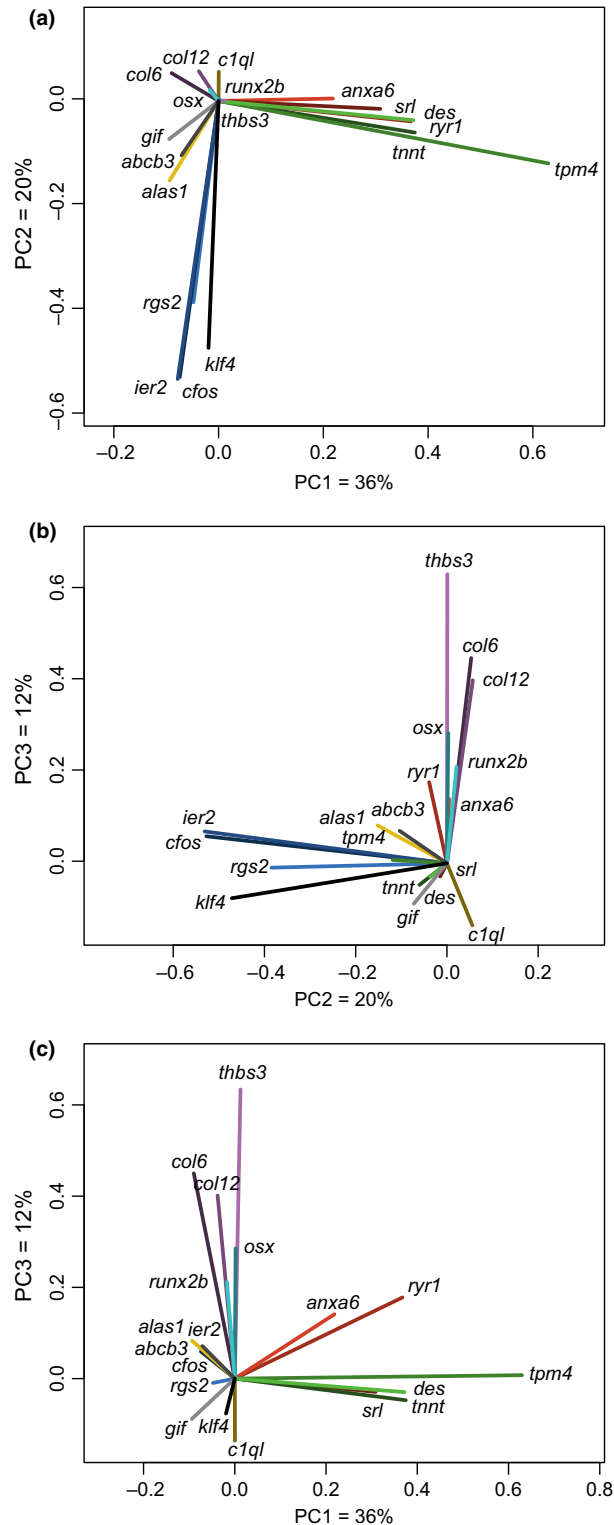 (a)
col12 c1ql
col6
runx2b anxa6
osx
srl des
thbs3
ryr1
gif
tnnt
abcb3
tpm4
alas1
rgs2
klf4
ier2 cfos
0.0
−0.2
−0.4
−0.6
PC2 = 20%
−0.2 0.0 0.2 0.4 0.6
PC1 = 36%
(b)
thbs3
col6
col12
osx
runx2b
ryr1
anxa6
abcb3
alas1
ier2
tpm4
cfos
srl
rgs2
tnnt
des
klf4
gif
c1ql
0.6
0.4
0.2
0.0
PC3 = 12%
−0.6 −0.4 −0.2 0.0 0.2
PC2 = 20%
(c)
thbs3
col6
col12
osx
runx2b
ryr1
anxa6
alas1 ier2
abcb3
tpm4
cfos
des
rgs2
srl tnnt
gif
klf4
c1ql
0.6
0.4
0.2
0.0
PC3 = 12%
−0.2 0.0 0.2 0.4 0.6 0.8
PC1 = 36%